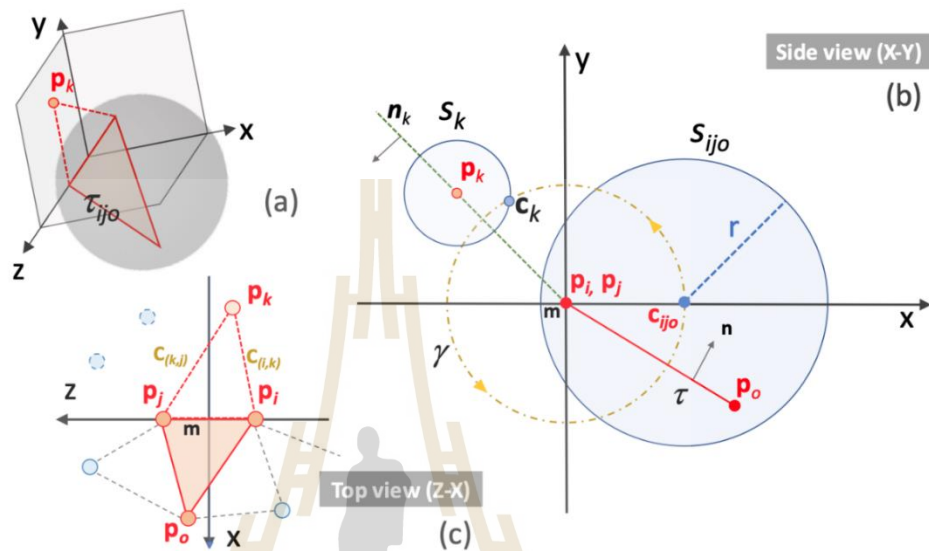 y
p_k
x
τ_ijo
z
(a)
Side view (X-Y)
(b)
y
n_k
S_k
p_k
c_k
S_ijo
r
p_i, p_j
m
c_ijo
x
n
γ
τ
p_o
p_k
c_(k,j)
c_(i,k)
z
p_j
p_i
m
Top view (Z-X)
p_o
x
(c)